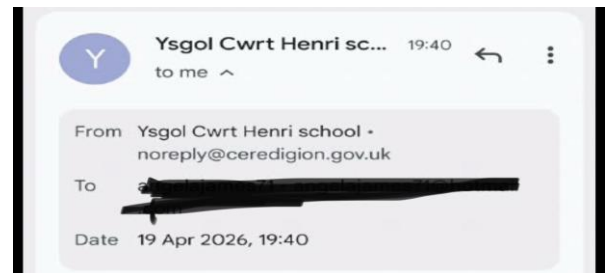 Y
Ysgol Cwrt Henri sc... 19:40
to me
From Ysgol Cwrt Henri school •
noreply@ceredigion.gov.uk
To
Date 19 Apr 2026, 19:40